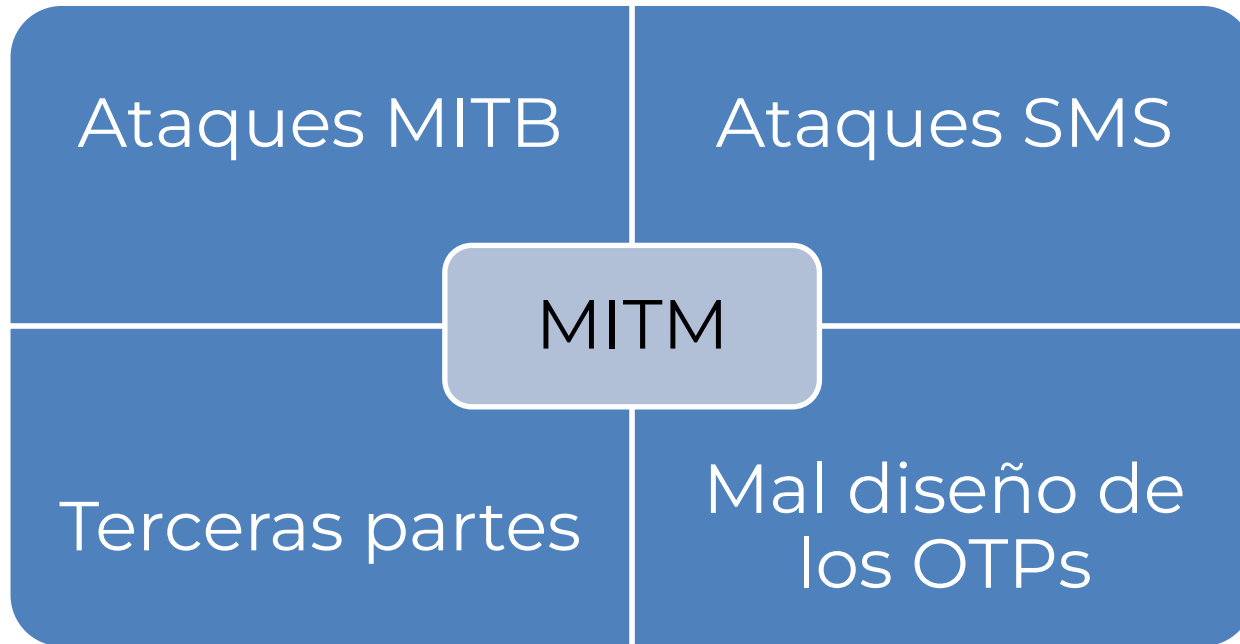 Ataques MITB
Ataques SMS
MITM
Terceras partes
Mal diseño de
los OTPs